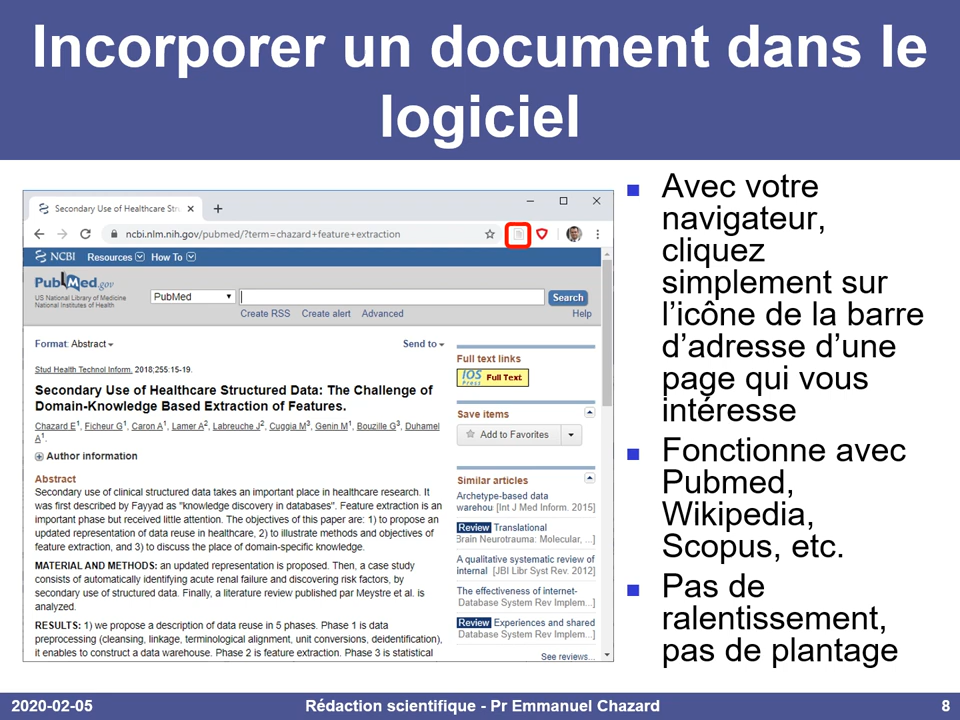 Incorporer un document dans le
logiciel
Secondary Use of Healthcare Str
ncbi.nlm.nih.gov/pubmed/?term=chazard+feature+extraction
NCBI Resources How To
PubMed.gov
US National Library of Medicine
National Institutes of Health
PubMed
Search
Create RSS Create alert Advanced
Help
Format: Abstract
Send to
Stud Health Technol Inform. 2018;255:15-19.
Secondary Use of Healthcare Structured Data: The Challenge of
Domain-Knowledge Based Extraction of Features.
Chazard E1, Ficheur G1, Caron A1, Lamer A2, Labreuche J2, Cuggia M3, Genin M1, Bouzille G3, Duhamel
A1.
Author information
Abstract
Secondary use of clinical structured data takes an important place in healthcare research. It
was first described by Fayyad as "knowledge discovery in databases". Feature extraction is an
important phase but received little attention. The objectives of this paper are: 1) to propose an
updated representation of data reuse in healthcare, 2) to illustrate methods and objectives of
feature extraction, and 3) to discuss the place of domain-specific knowledge.
MATERIAL AND METHODS: an updated representation is proposed. Then, a case study
consists of automatically identifying acute renal failure and discovering risk factors, by
secondary use of structured data. Finally, a literature review published par Meystre et al. is
analyzed.
RESULTS: 1) we propose a description of data reuse in 5 phases. Phase 1 is data
preprocessing (cleansing, linkage, terminological alignment, unit conversions, deidentification),
it enables to construct a data warehouse. Phase 2 is feature extraction. Phase 3 is statistical
Full text links
IOS Press Full Text
Save items
Add to Favorites
Similar articles
Archetype-based data
warehou [Int J Med Inform. 2015]
Review Translational
Brain Neurotrauma: Molecular, ...]
A qualitative systematic review of
internal [JBI Libr Syst Rev. 2012]
The effectiveness of internet-
Database System Rev Implem...]
Review Experiences and shared
Database System Rev Implem...]
See reviews...
Avec votre
navigateur,
cliquez
simplement sur
l’icône de la barre
d’adresse d’une
page qui vous
intéresse
Fonctionne avec
Pubmed,
Wikipedia,
Scopus, etc.
Pas de
ralentissement,
pas de plantage
2020-02-05
Rédaction scientifique - Pr Emmanuel Chazard
8